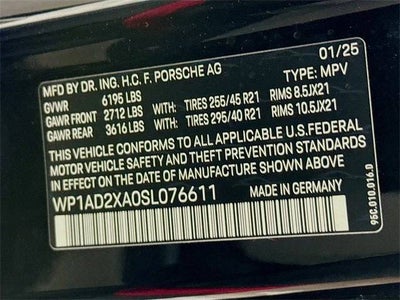 MFD BY DR. ING. H.C. F. PORSCHE AG 01/25
GVWR 6195 LBS TYPE: MPV
GAWR FRONT 2712 LBS WITH: TIRES 255/45 R21 RIMS 8.5JX21
GAWR REAR 3616 LBS WITH: TIRES 295/40 R21 RIMS 10.5JX21
THIS VEHICLE CONFORMS TO ALL APPLICABLE U.S.FEDERAL
MOTOR VEHICLE SAFETY AND THEFT PREVENTION STANDARDS
IN EFFECT ON THE DATE OF MANUFACTURE SHOWN ABOVE.
WP1AD2XA0SL076611 MADE IN GERMANY
95C.010.016.D